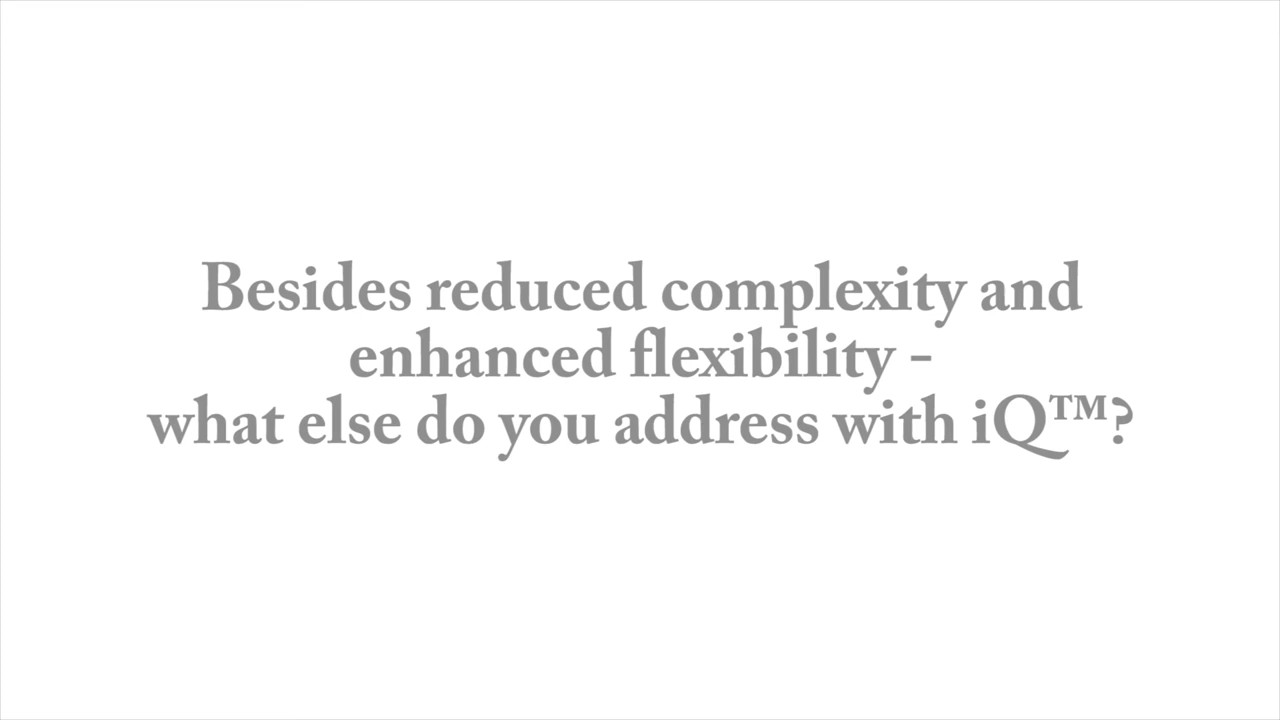 Besides reduced complexity and
enhanced flexibility -
what else do you address with iQ™?